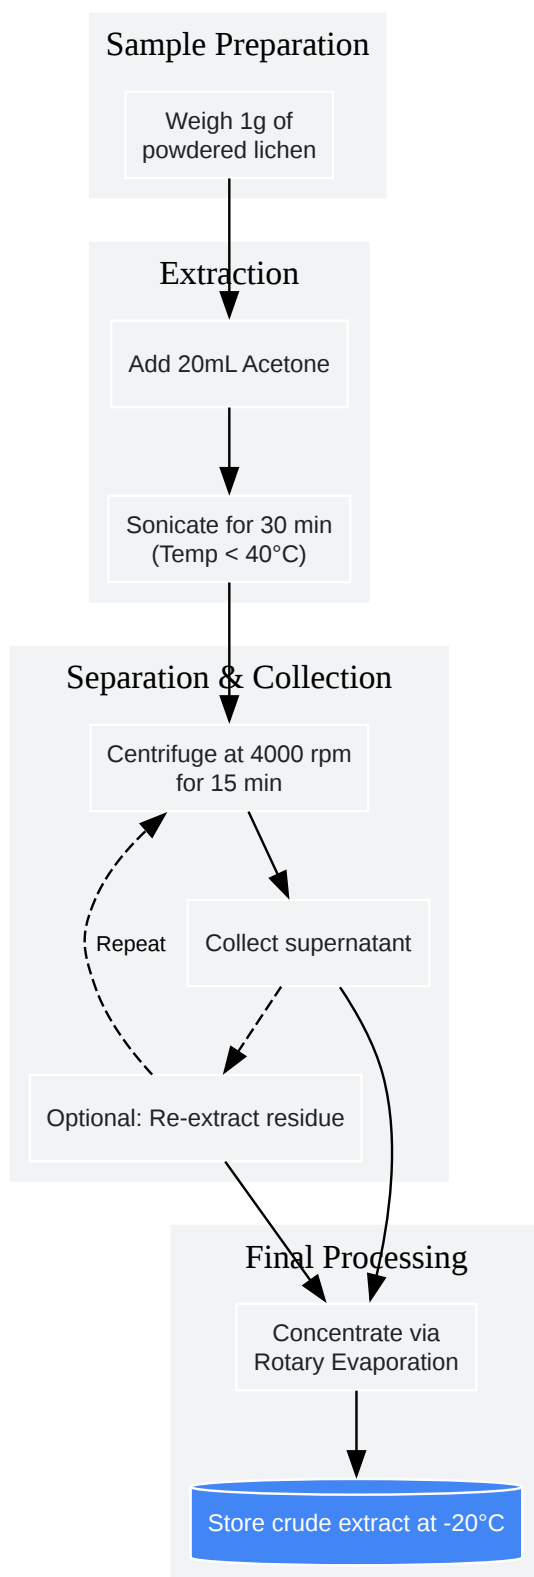 Sample Preparation
Weigh 1g of
powdered lichen
Extraction
Add 20mL Acetone
Sonicate for 30 min
(Temp < 40°C)
Separation & Collection
Centrifuge at 4000 rpm
for 15 min
Collect supernatant
Repeat
Optional: Re-extract residue
Final Processing
Concentrate via
Rotary Evaporation
Store crude extract at -20°C